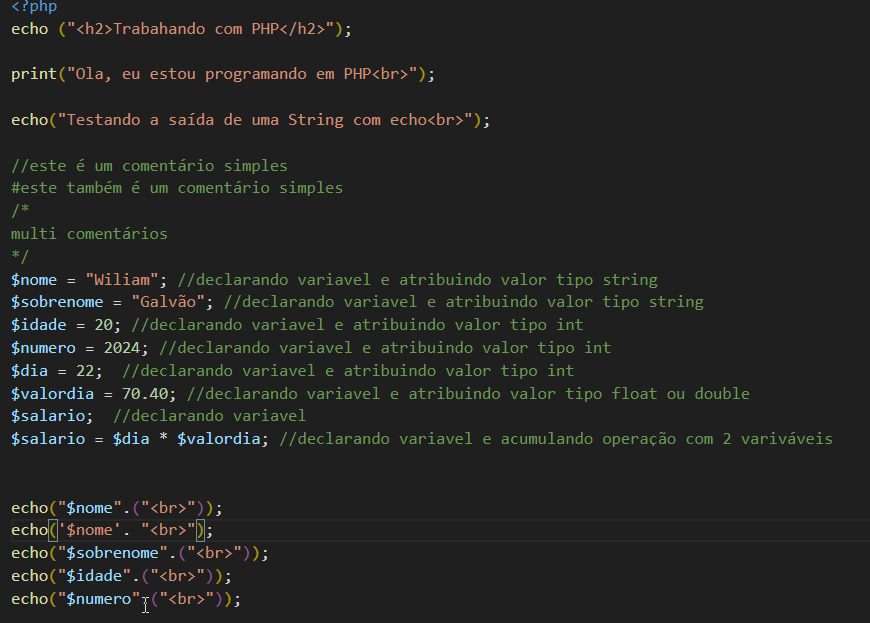 <?php
echo ("<h2>Trabahando com PHP</h2>");
print("Ola, eu estou programando em PHP<br>");
echo("Testando a saída de uma String com echo<br>");
//este é um comentário simples
#este também é um comentário simples
/*
multi comentários
*/
$nome = "Wiliam"; //declarando variavel e atribuindo valor tipo string
$sobrenome = "Galvão"; //declarando variavel e atribuindo valor tipo string
$idade = 20; //declarando variavel e atribuindo valor tipo int
$numero = 2024; //declarando variavel e atribuindo valor tipo int
$dia = 22;  //declarando variavel e atribuindo valor tipo int
$valordia = 70.40; //declarando variavel e atribuindo valor tipo float ou double
$salario;  //declarando variavel
$salario = $dia * $valordia; //declarando variavel e acumulando operação com 2 variváveis
echo("$nome".("<br>"));
echo('$nome'. "<br>");
echo("$sobrenome".("<br>"));
echo("$idade".("<br>"));
echo("$numero".("<br>"));